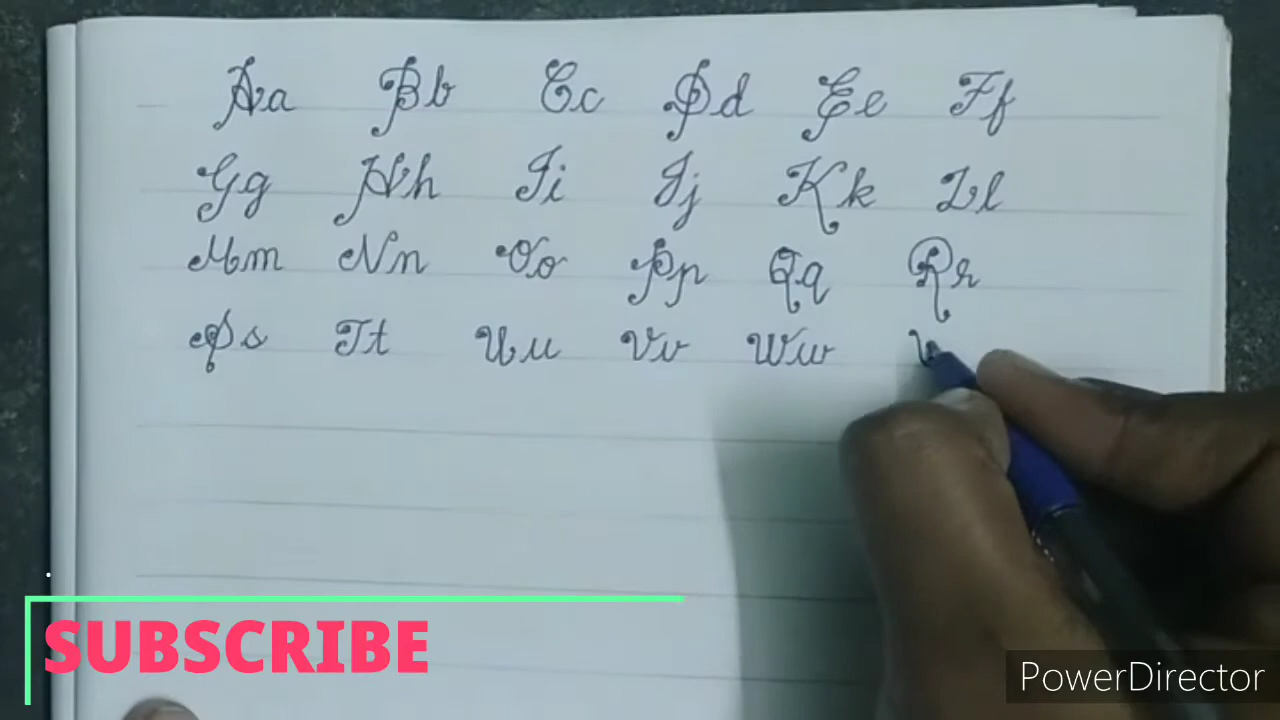 Aa Bb Cc Dd Ee Ff
Gg Hh Ii Jj Kk Ll
Mm Nn Oo Pp Qq Rr
Ss Tt Uu Vv Ww
SUBSCRIBE
PowerDirector